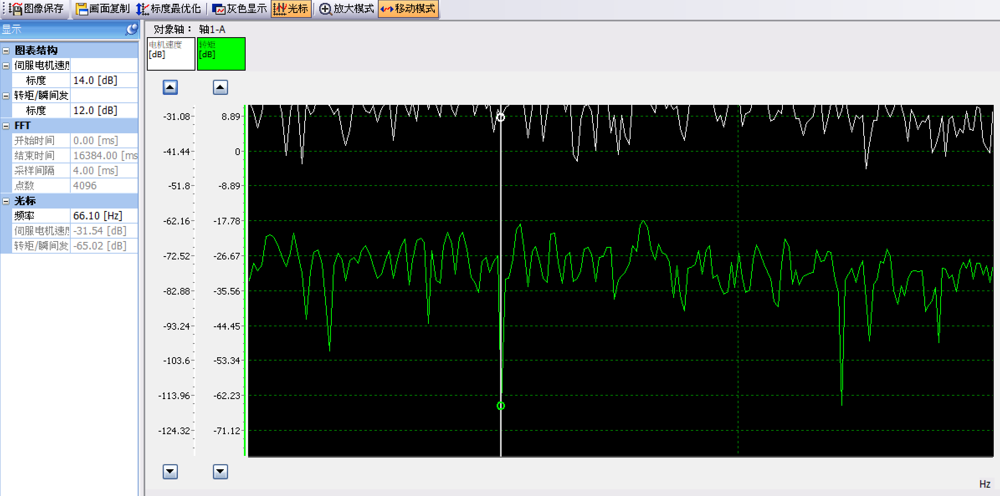 图像保存 画面复制 标度最优化 灰色显示 光标 放大模式 移动模式
显示
图表结构
伺服电机速度
标度 14.0 [dB]
转矩/瞬间发
标度 12.0 [dB]
FFT
开始时间 0.00 [ms]
结束时间 16384.00 [ms
采样间隔 4.00 [ms]
点数 4096
光标
频率 66.10 [Hz]
伺服电机速度 -31.54 [dB]
转矩/瞬间发 -65.02 [dB]
对象轴： 轴1-A
电机速度
[dB]
转矩
[dB]
-31.08 8.89
-41.44 0
-51.8 -8.89
-62.16 -17.78
-72.52 -26.67
-82.88 -35.56
-93.24 -44.45
-103.6 -53.34
-113.96 -62.23
-124.32 -71.12
Hz